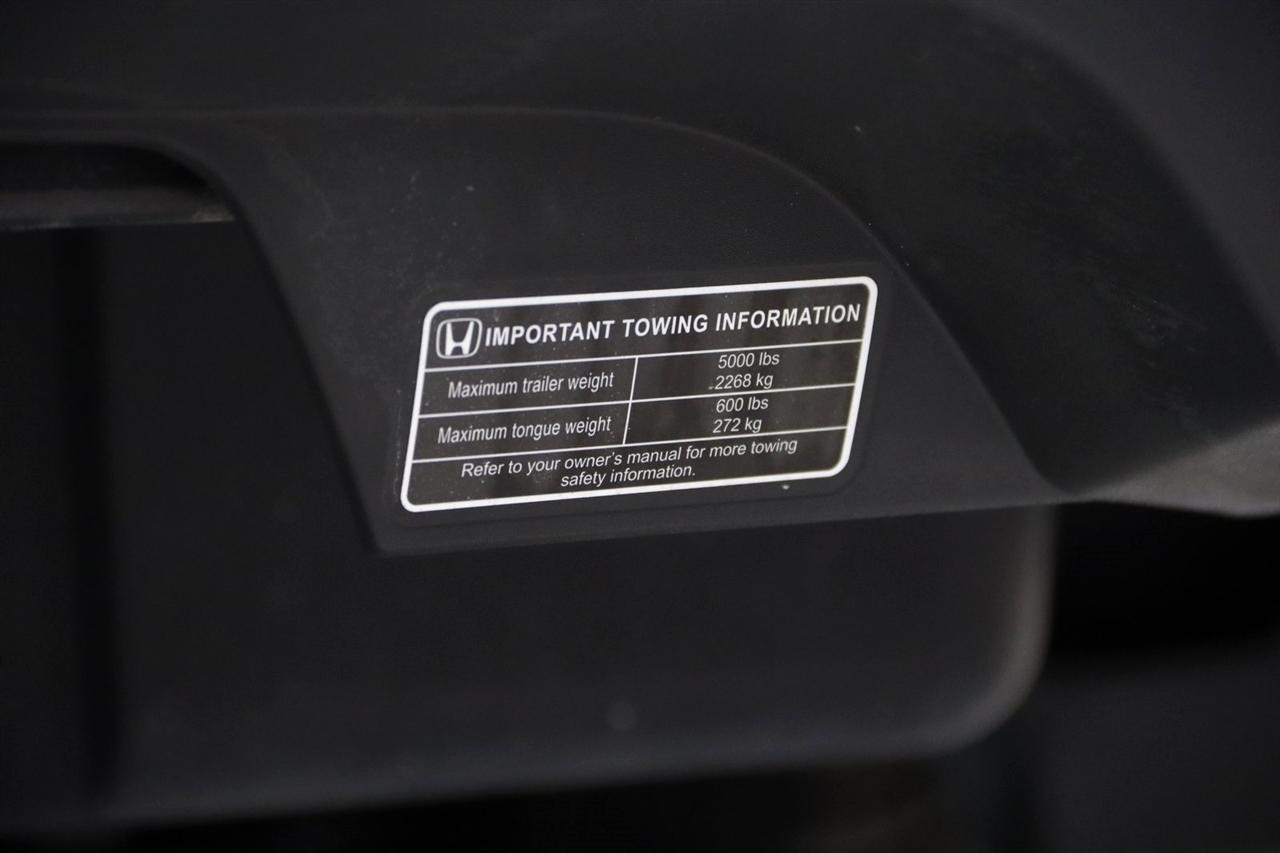 IMPORTANT TOWING INFORMATION
Maximum trailer weight
5000 lbs
2268 kg
Maximum tongue weight
600 lbs
272 kg
Refer to your owner's manual for more towing
safety information.